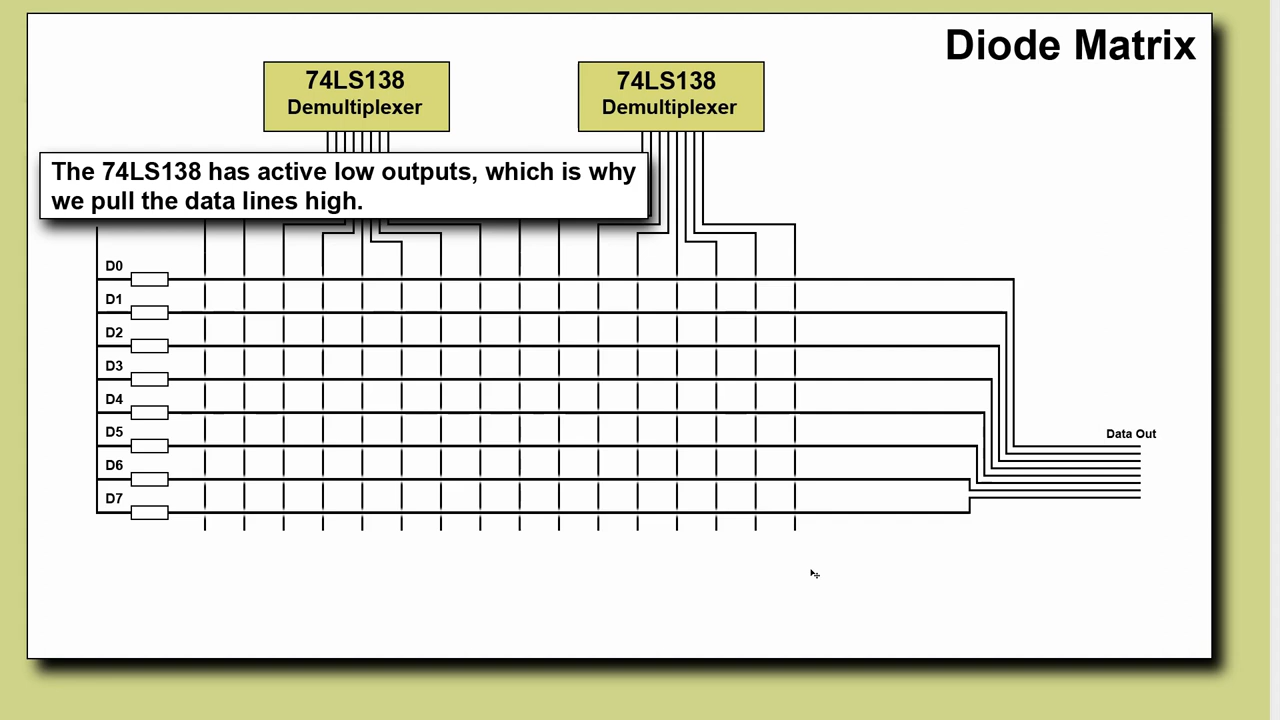 Diode Matrix
74LS138
Demultiplexer
74LS138
Demultiplexer
The 74LS138 has active low outputs, which is why
we pull the data lines high.
D0
D1
D2
D3
D4
D5
D6
D7
Data Out